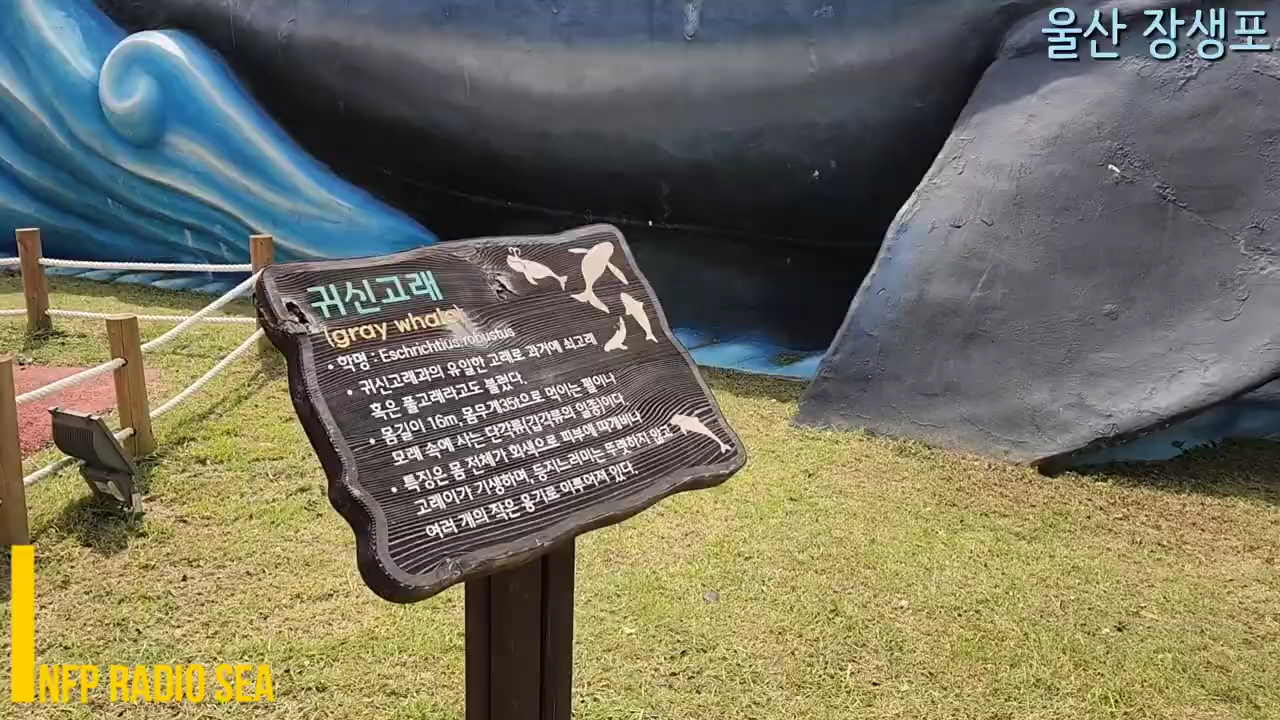 울산 장생포
귀신고래
(gray whale)
• 학명 : Eschrichtius robustus
• 귀신고래과의 유일한 고래로 과거에 쇠고래
혹은 풀고래라고도 불렀다.
• 몸길이 16m, 몸무게35t으로 먹이는 펄이나
모래 속에 사는 단각류(갑각류의 일종)이다
• 특징은 몸 전체가 회색으로 피부에 따개비나
고래이가 기생하며, 등지느러미는 뚜렷하지 않고
여러 개의 작은 융기로 이루어져 있다.
NFP RADIO SEA